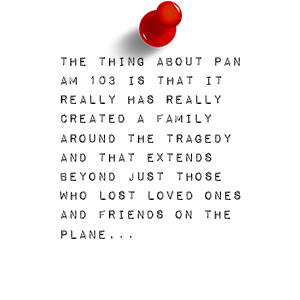 THE THING ABOUT PAN
AM 103 IS THAT IT
REALLY HAS REALLY
CREATED A FAMILY
AROUND THE TRAGEDY
AND THAT EXTENDS
BEYOND JUST THOSE
WHO LOST LOVED ONES
AND FRIENDS ON THE
PLANE...